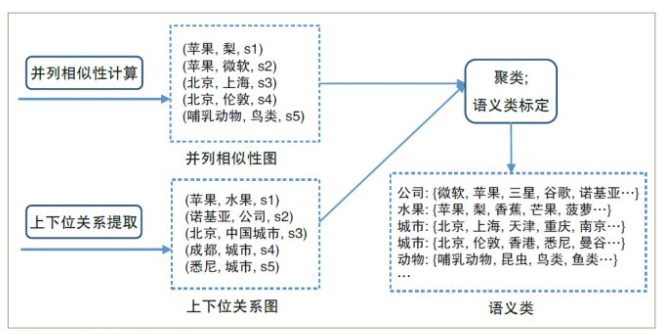 并列相似性计算
(苹果, 梨, s1)
(苹果, 微软, s2)
(北京, 上海, s3)
(北京, 伦敦, s4)
(哺乳动物, 鸟类, s5)
并列相似性图
聚类;
语义类标定
上下位关系提取
(苹果, 水果, s1)
(诺基亚, 公司, s2)
(北京, 中国城市, s3)
(成都, 城市, s4)
(悉尼, 城市, s5)
上下位关系图
公司: {微软, 苹果, 三星, 谷歌, 诺基亚…}
水果: {苹果, 梨, 香蕉, 芒果, 菠萝…}
城市: {北京, 上海, 天津, 重庆, 南京…}
城市: {北京, 伦敦, 香港, 悉尼, 曼谷…}
动物: {哺乳动物, 昆虫, 鸟类, 鱼类…}
…
语义类